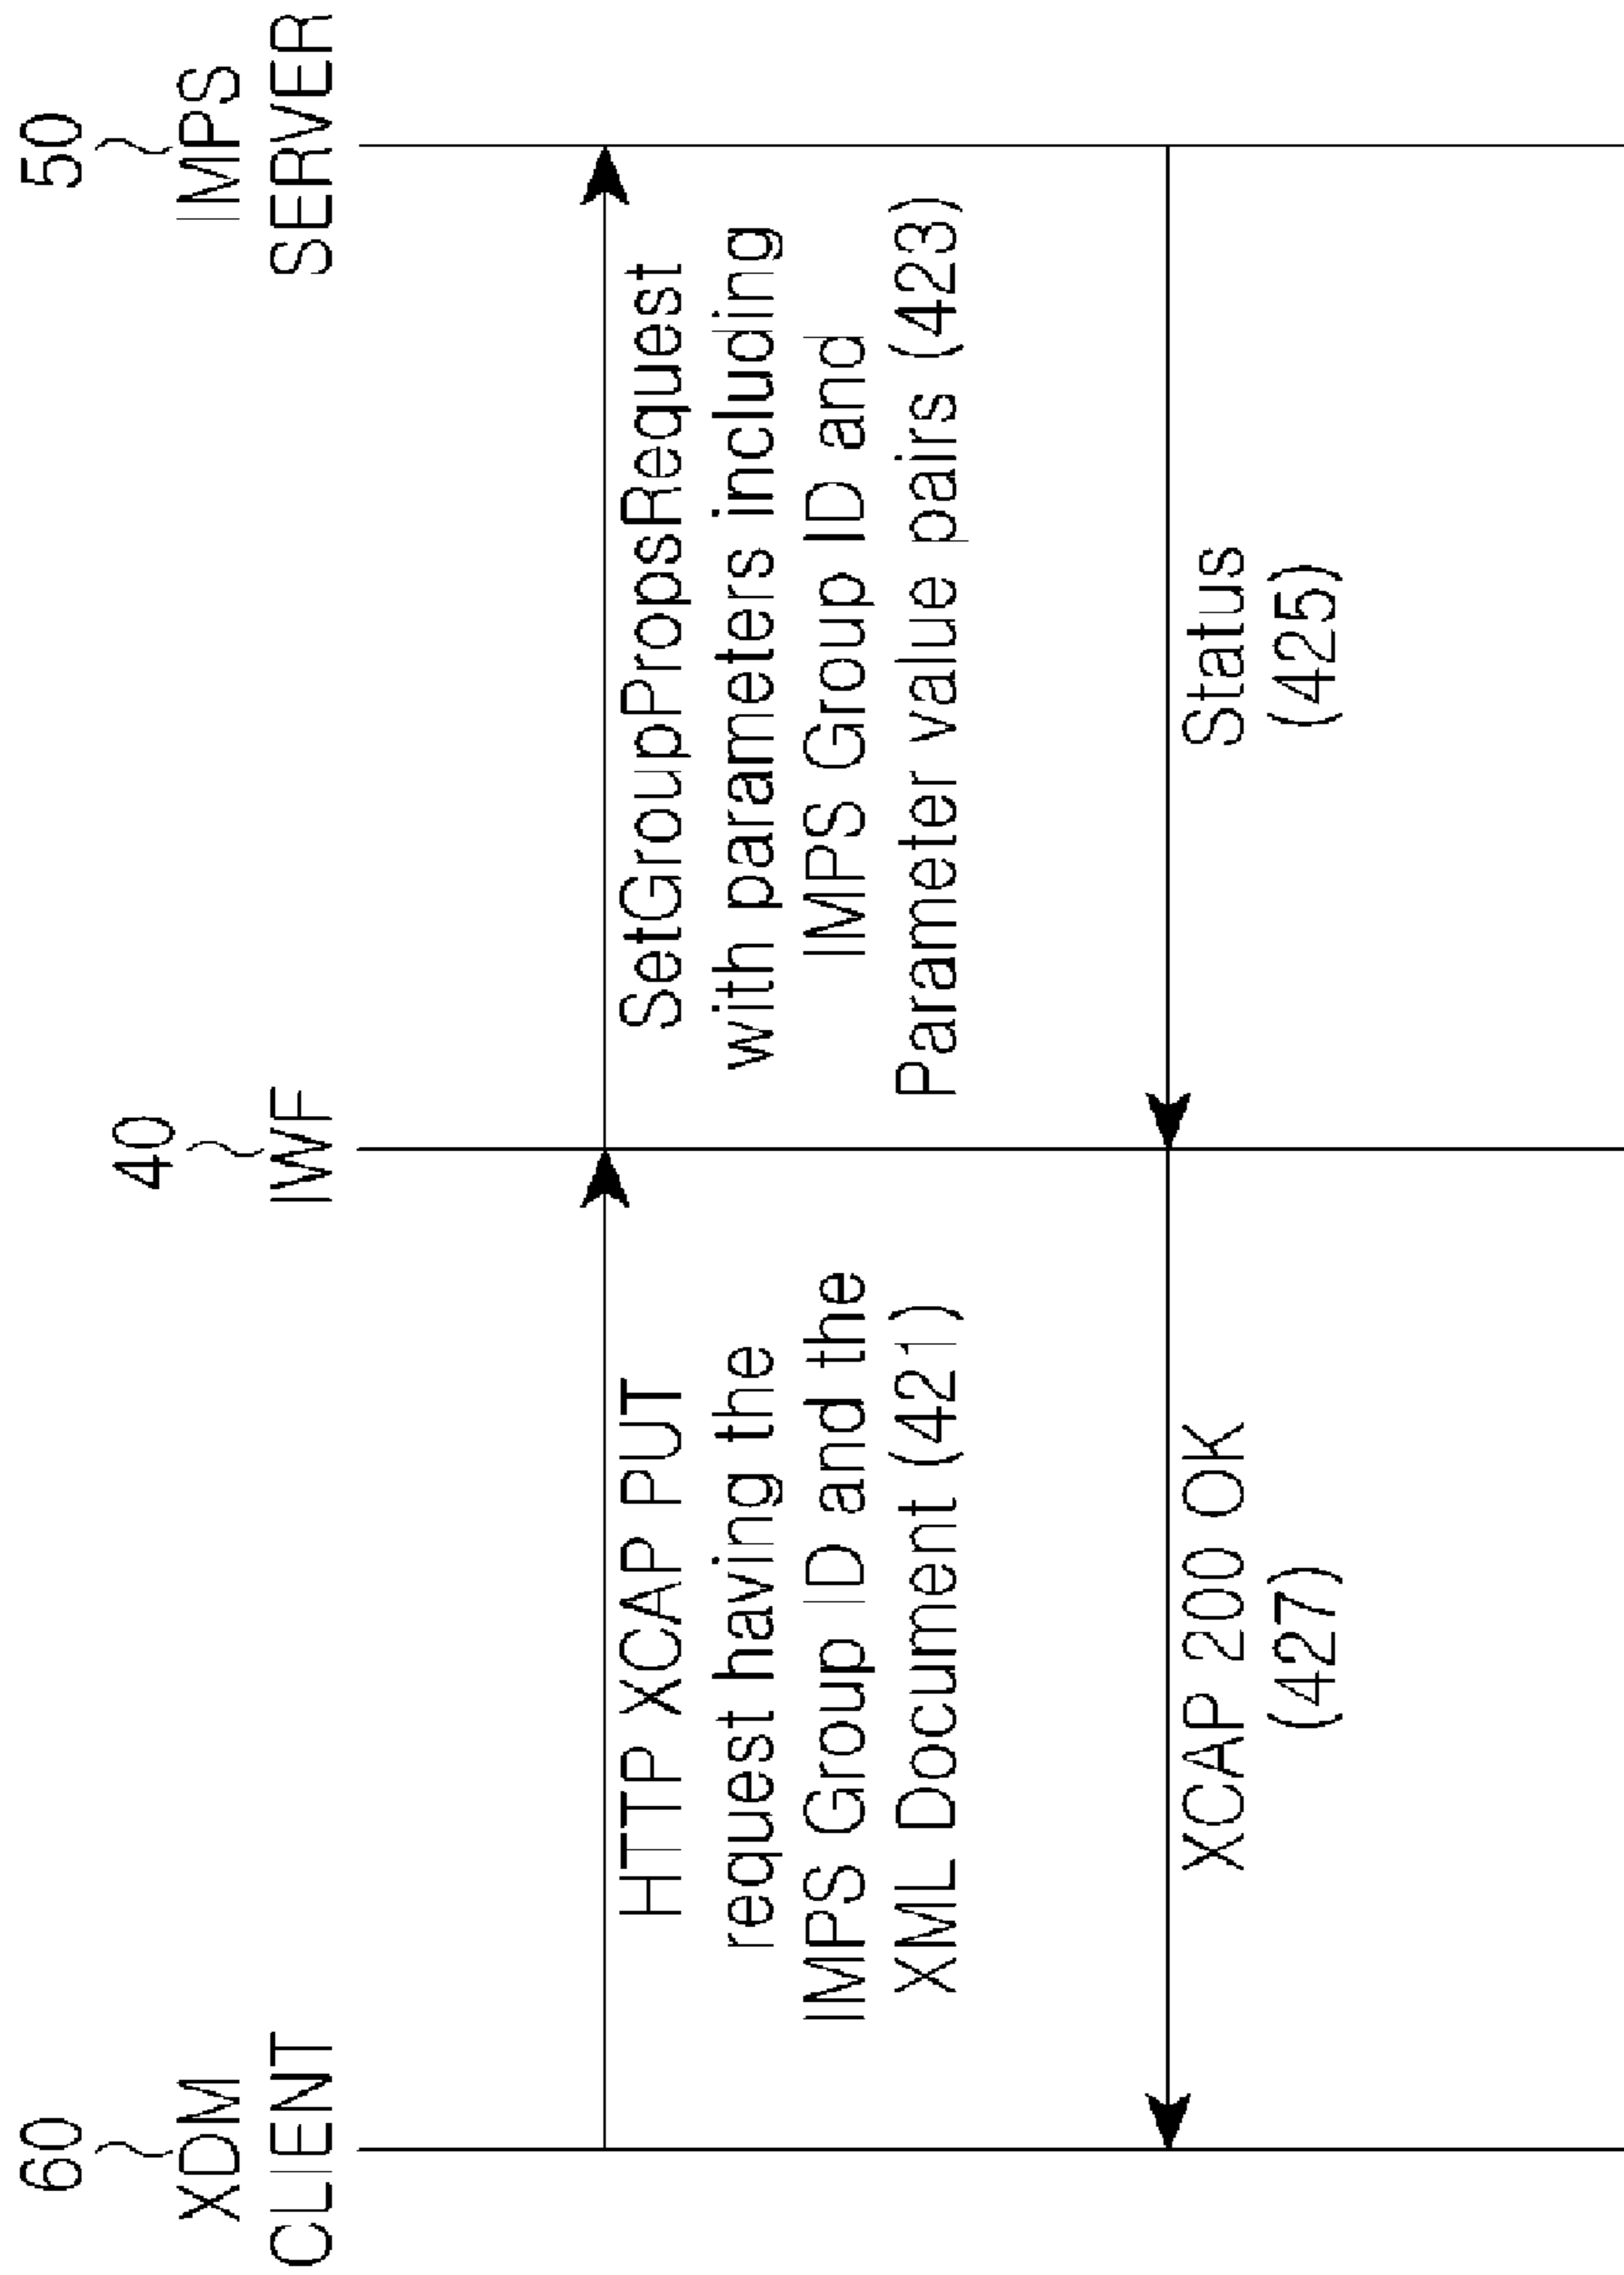 60
XDM
CLIENT
40
IWF
50
IMPS
SERVER
HTTP XCAP PUT
request having the
IMPS Group ID and the
XML Document (421)
SetGroupPropsRequest
with parameters including
IMPS Group ID and
Parameter value pairs (423)
Status
(425)
XCAP 200 OK
(427)